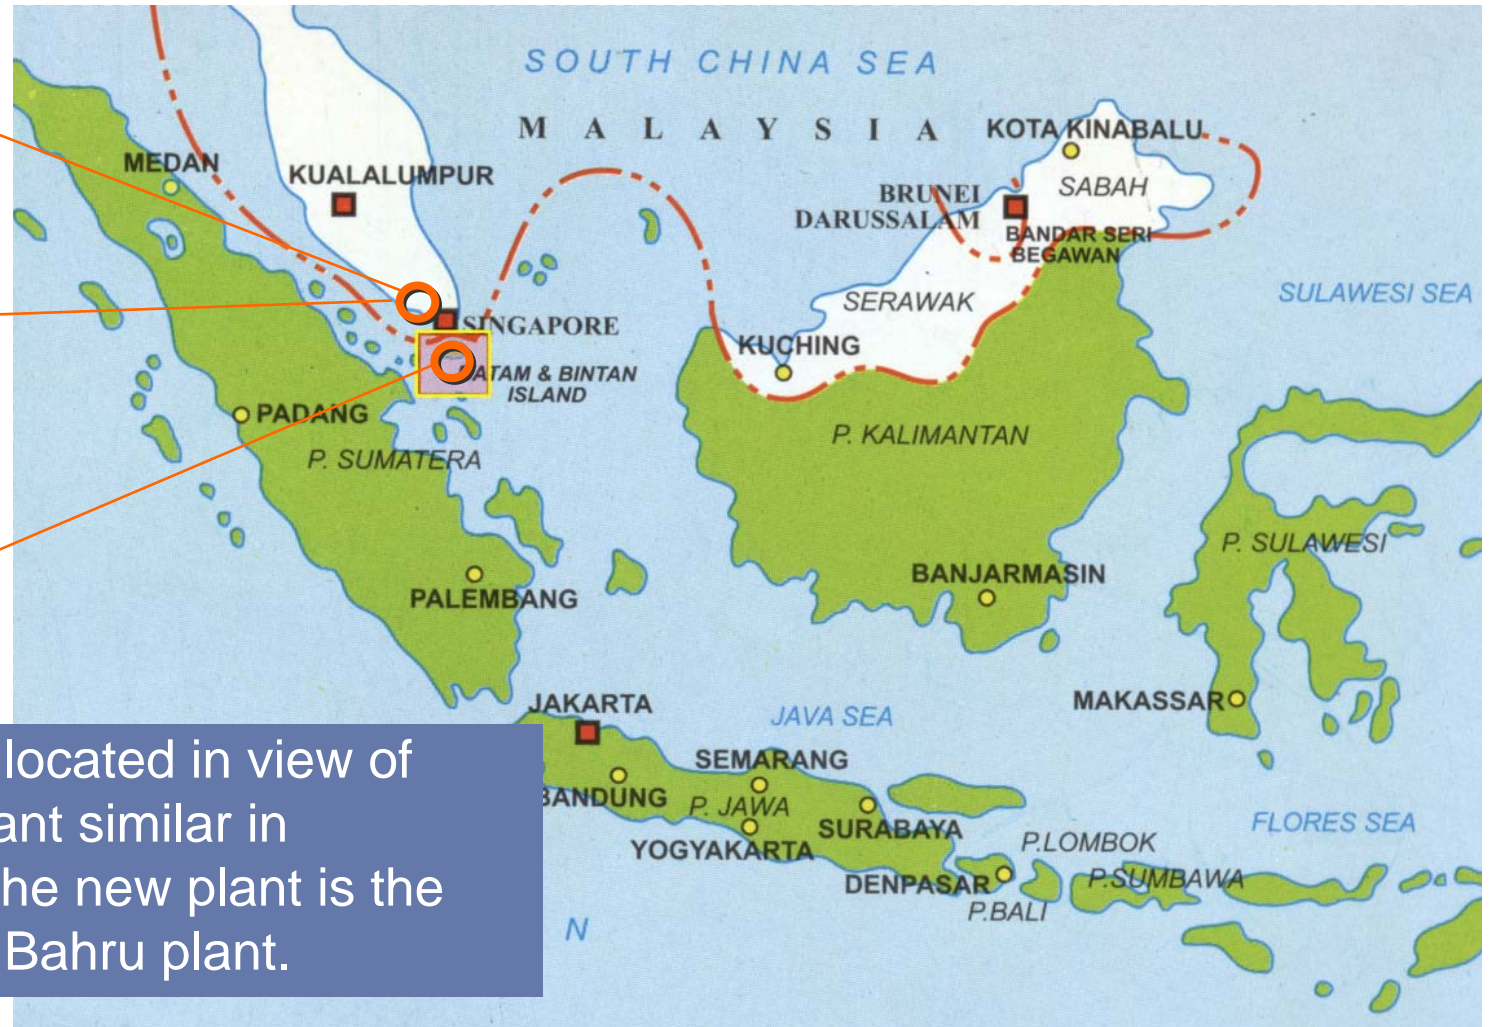 SOUTH CHINA SEA
MALAYSIA
KOTA KINABALU
MEDAN
KUALALUMPUR
SABAH
BRUNEI
DARUSSALAM
BANDAR SERI
BEGAWAN
SULAWESI SEA
SERAWAK
SINGAPORE
KUCHING
BATAM & BINTAN
ISLAND
PADANG
P. KALIMANTAN
P. SUMATERA
P. SULAWESI
BANJARMASIN
PALEMBANG
MAKASSAR
JAKARTA
JAVA SEA
SEMARANG
BANDUNG
P. JAWA
SURABAYA
FLORES SEA
YOGYAKARTA
P.LOMBOK
DENPASAR
P.SUMBAWA
P.BALI
N
located in view of
ant similar in
he new plant is the
Bahru plant.